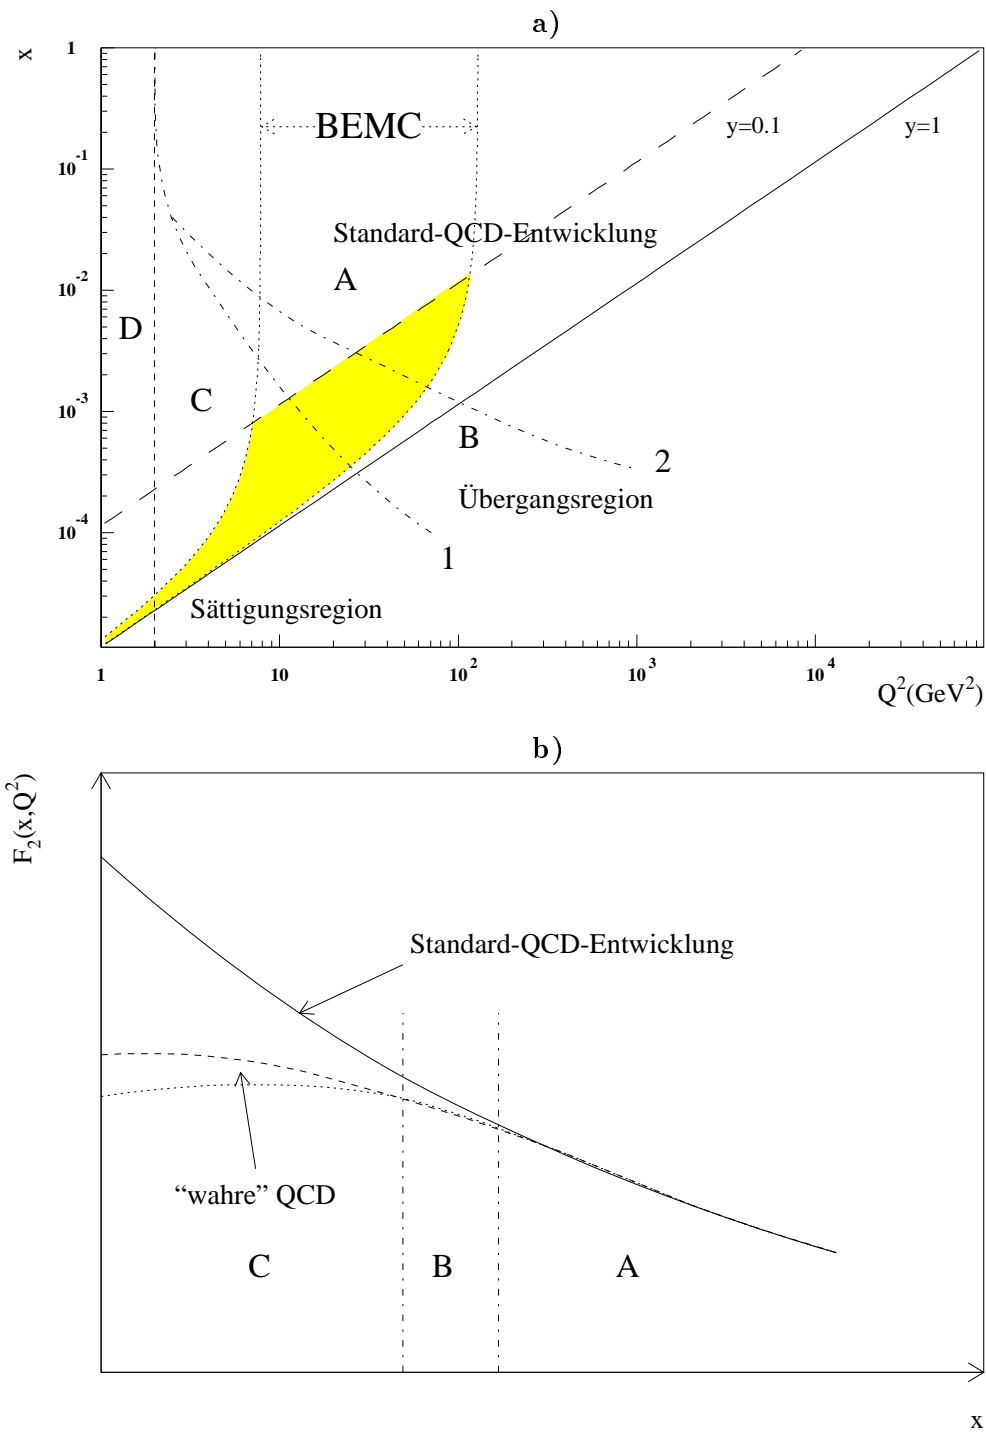 a)
x
1
BEMC
y=0.1
y=1
10^-1
Standard-QCD-Entwicklung
A
10^-2
D
C
10^-3
B
2
Übergangsregion
10^-4
1
Sättigungsregion
1 10 10^2 10^3 10^4
Q^2(GeV^2)
b)
F_2(x,Q^2)
Standard-QCD-Entwicklung
“wahre” QCD
C B A
x